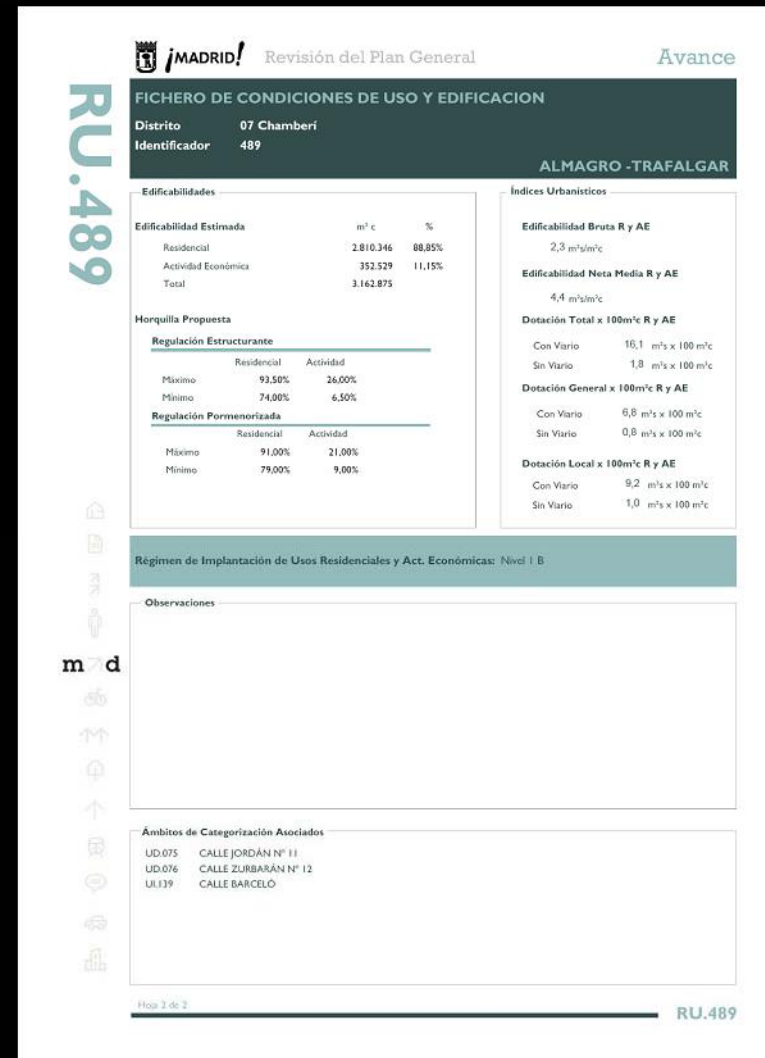 ¡MADRID! Revisión del Plan General Avance
RU.489
FICHERO DE CONDICIONES DE USO Y EDIFICACION
Distrito 07 Chamberí
Identificador 489
ALMAGRO -TRAFALGAR
Edificabilidades
Edificabilidad Estimada m² c %
Residencial 2.810.346 88,85%
Actividad Económica 352.529 11,15%
Total 3.162.875
Horquilla Propuesta
Regulación Estructurante
Residencial Actividad
Máximo 93,50% 26,00%
Mínimo 74,00% 6,50%
Regulación Pormenorizada
Residencial Actividad
Máximo 91,00% 21,00%
Mínimo 79,00% 9,00%
Índices Urbanísticos
Edificabilidad Bruta R y AE
2,3 m²s/m²c
Edificabilidad Neta Media R y AE
4,4 m²s/m²c
Dotación Total x 100m²c R y AE
Con Viario 16,1 m²s x 100 m²c
Sin Viario 1,8 m²s x 100 m²c
Dotación General x 100m²c R y AE
Con Viario 6,8 m²s x 100 m²c
Sin Viario 0,8 m²s x 100 m²c
Dotación Local x 100m²c R y AE
Con Viario 9,2 m²s x 100 m²c
Sin Viario 1,0 m²s x 100 m²c
Régimen de Implantación de Usos Residenciales y Act. Económicas: Nivel 1 B
Observaciones
m d
Ámbitos de Categorización Asociados
UD.075 CALLE JORDÁN Nº 11
UD.076 CALLE ZURBARÁN Nº 12
UI.139 CALLE BARCELÓ
Hoja 2 de 2
RU.489